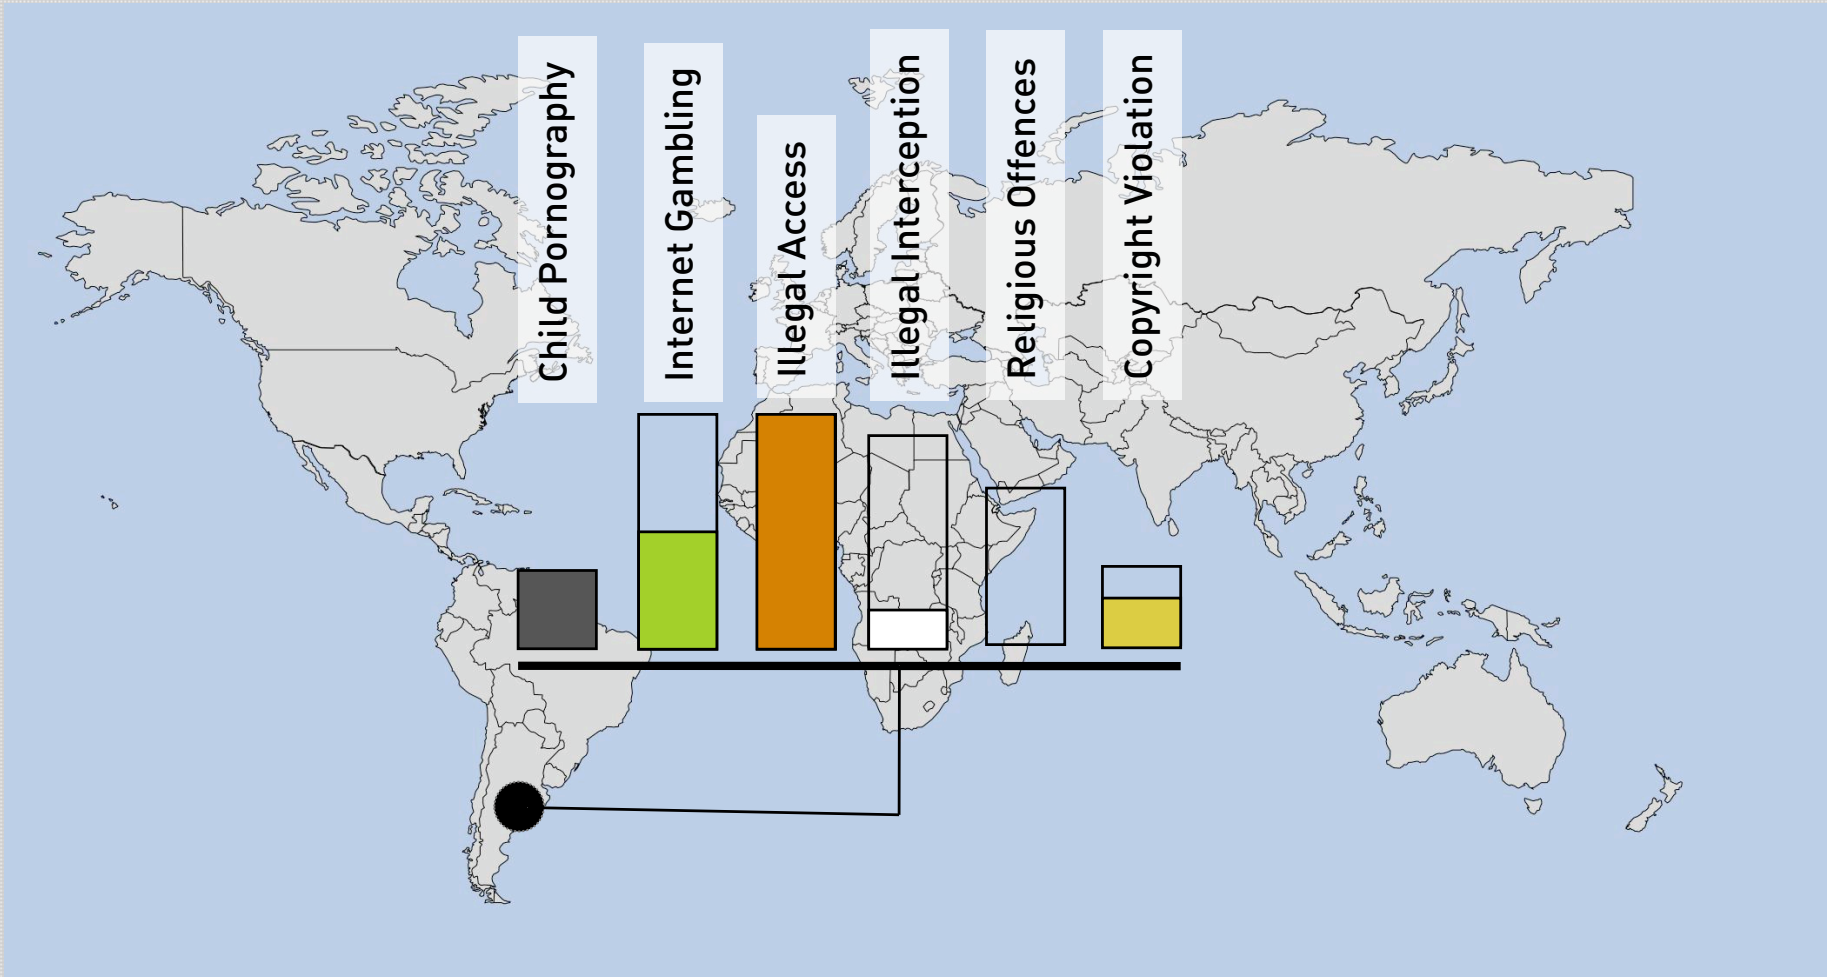 Child Pornography
Internet Gambling
Illegal Access
Illegal Interception
Religious Offences
Copyright Violation